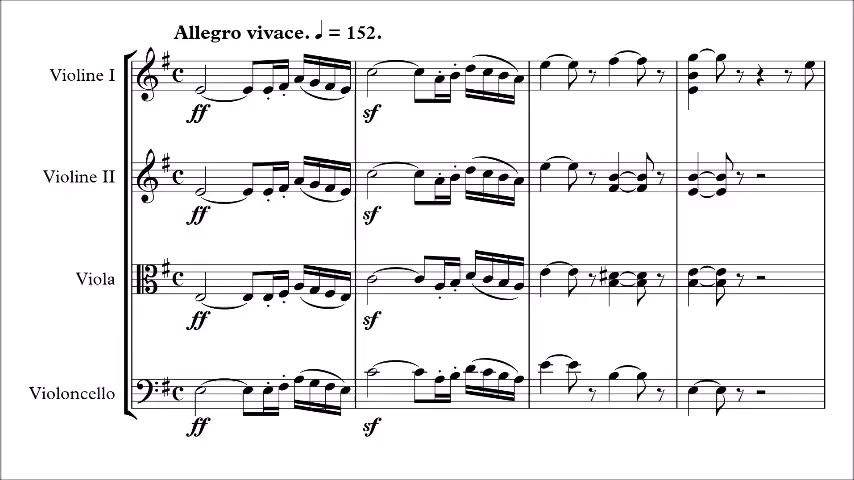 Allegro vivace. ♩ = 152.
Violine I
ff
sf
Violine II
ff
sf
Viola
ff
sf
Violoncello
ff
sf